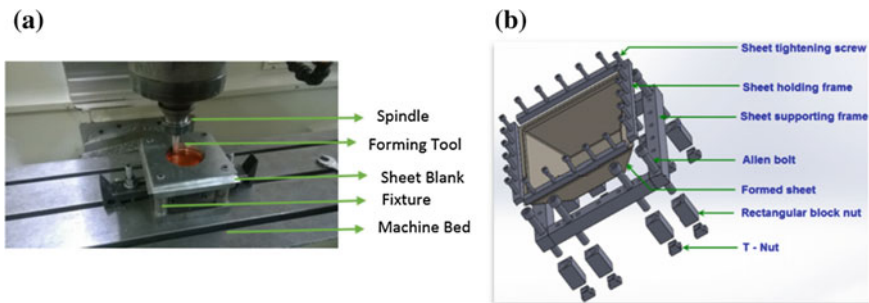 (a)
Spindle
Forming Tool
Sheet Blank
Fixture
Machine Bed
(b)
Sheet tightening screw
Sheet holding frame
Sheet supporting frame
Allen bolt
Formed sheet
Rectangular block nut
T - Nut